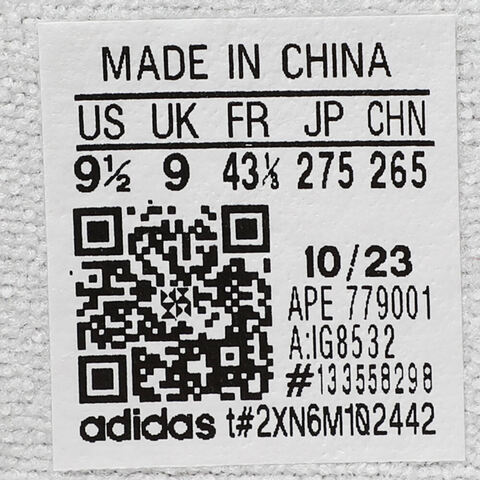 MADE IN CHINA
US UK FR JP CHN
9½ 9 43⅓ 275 265
10/23
APE 779001
A:IG8532
#133558298
adidas t#2XN6M102442